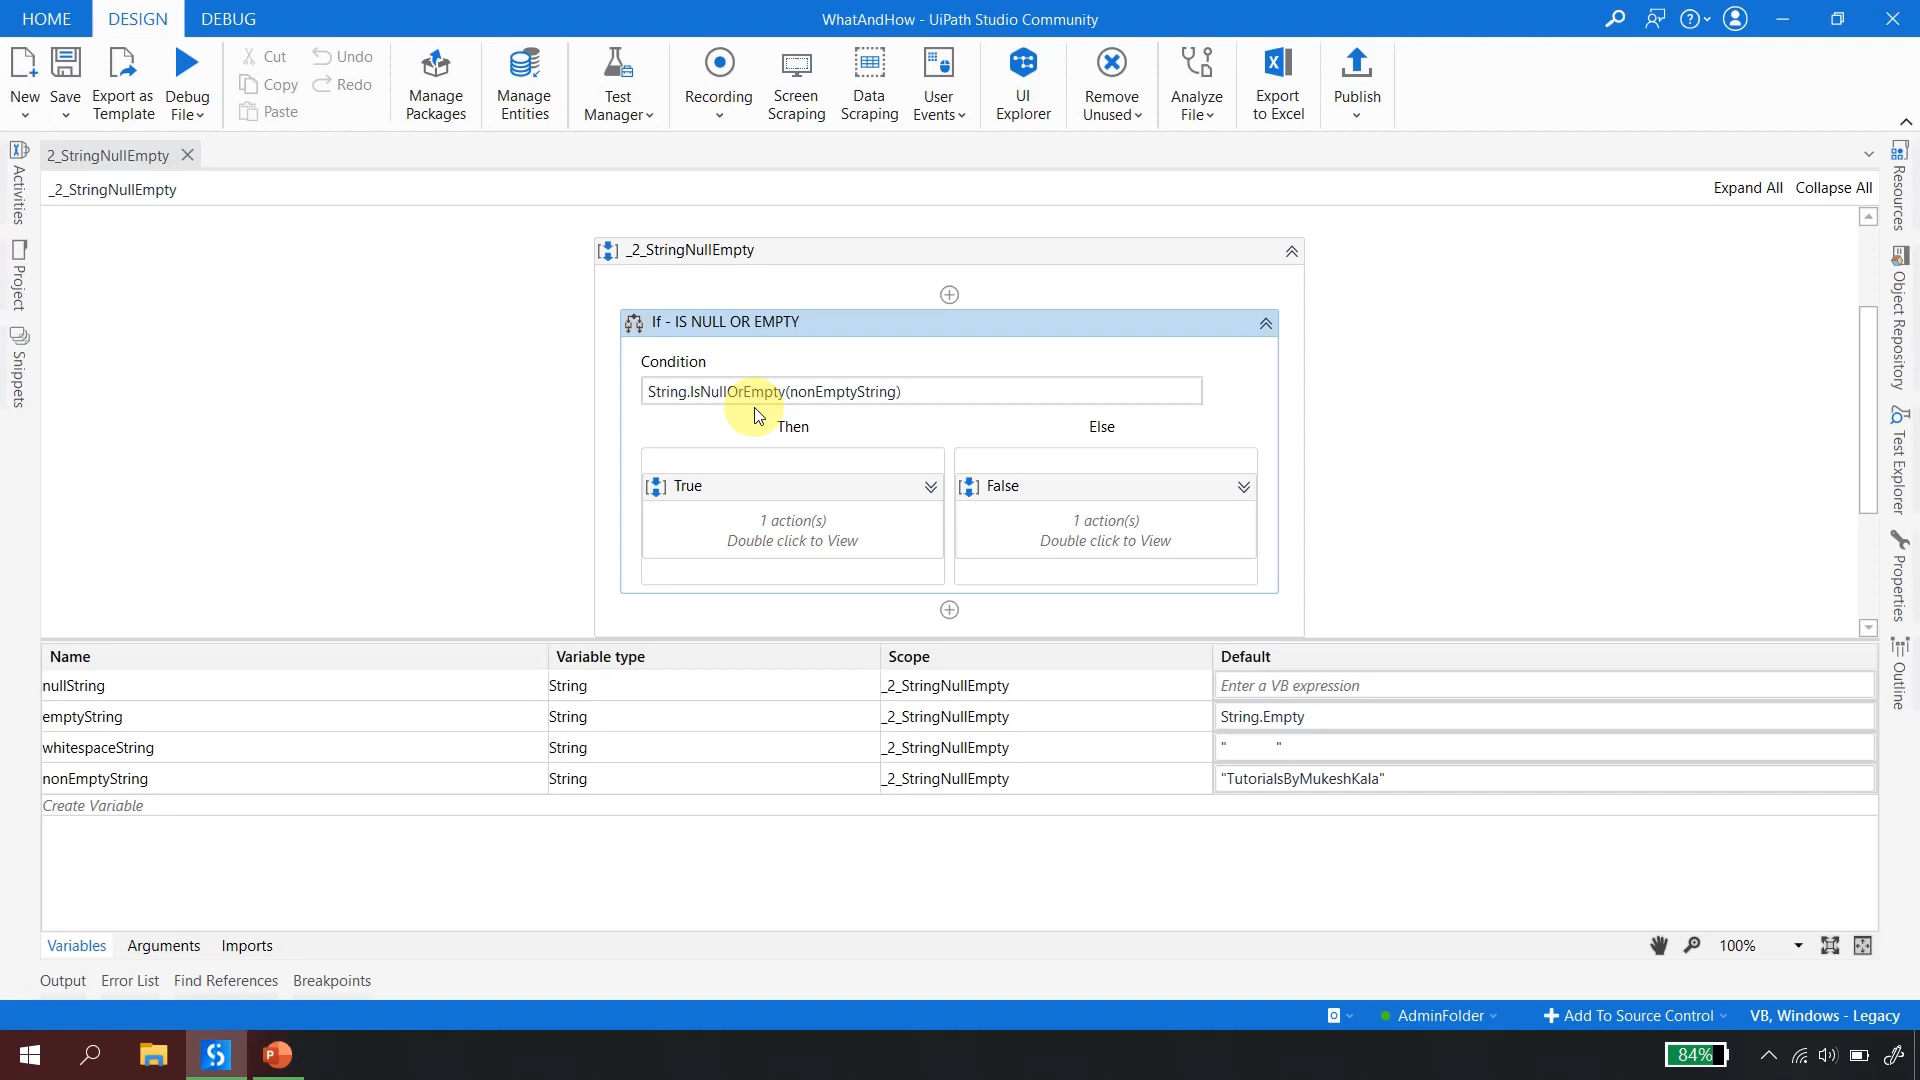 HOME DESIGN DEBUG
WhatAndHow - UiPath Studio Community
New
Save
Export as Template
Debug File
Cut
Copy
Paste
Undo
Redo
Manage Packages
Manage Entities
Test Manager
Recording
Screen Scraping
Data Scraping
User Events
UI Explorer
Remove Unused
Analyze File
Export to Excel
Publish
2_StringNullEmpty
_2_StringNullEmpty
Expand All Collapse All
Activities
Project
Snippets
Resources
Object Repository
Test Explorer
Properties
Outline
_2_StringNullEmpty
If - IS NULL OR EMPTY
Condition
String.IsNullOrEmpty(nonEmptyString)
Then Else
True
1 action(s)
Double click to View
False
1 action(s)
Double click to View
Name Variable type Scope Default
nullString String _2_StringNullEmpty Enter a VB expression
emptyString String _2_StringNullEmpty String.Empty
whitespaceString String _2_StringNullEmpty " "
nonEmptyString String _2_StringNullEmpty "TutorialsByMukeshKala"
Create Variable
Variables Arguments Imports
100%
Output Error List Find References Breakpoints
AdminFolder
Add To Source Control
VB, Windows - Legacy
84%